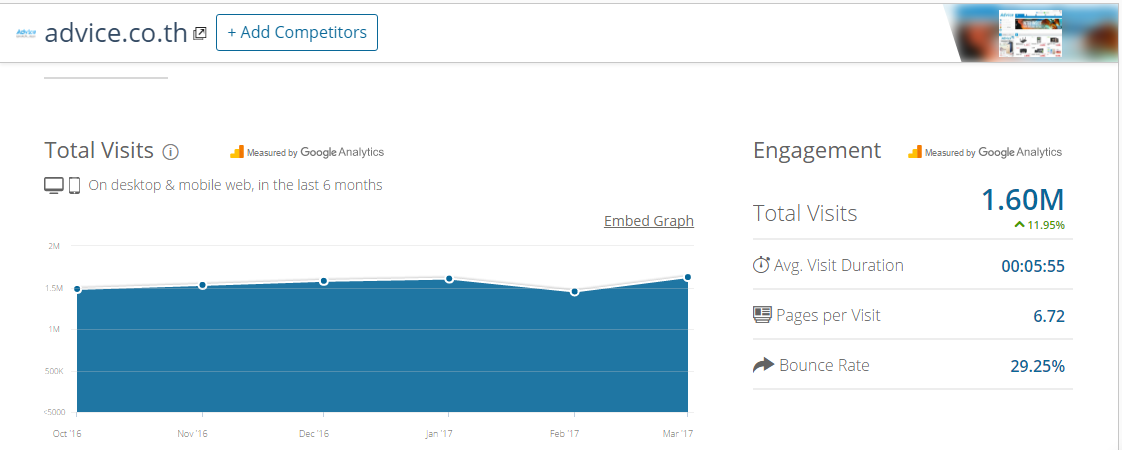 Advice
advice.co.th
+ Add Competitors
Total Visits
Measured by Google Analytics
On desktop & mobile web, in the last 6 months
Embed Graph
2M
1.5M
1M
500K
<5000
Oct '16
Nov '16
Dec '16
Jan '17
Feb '17
Mar '17
Engagement
Measured by Google Analytics
Total Visits
1.60M
11.95%
Avg. Visit Duration
00:05:55
Pages per Visit
6.72
Bounce Rate
29.25%